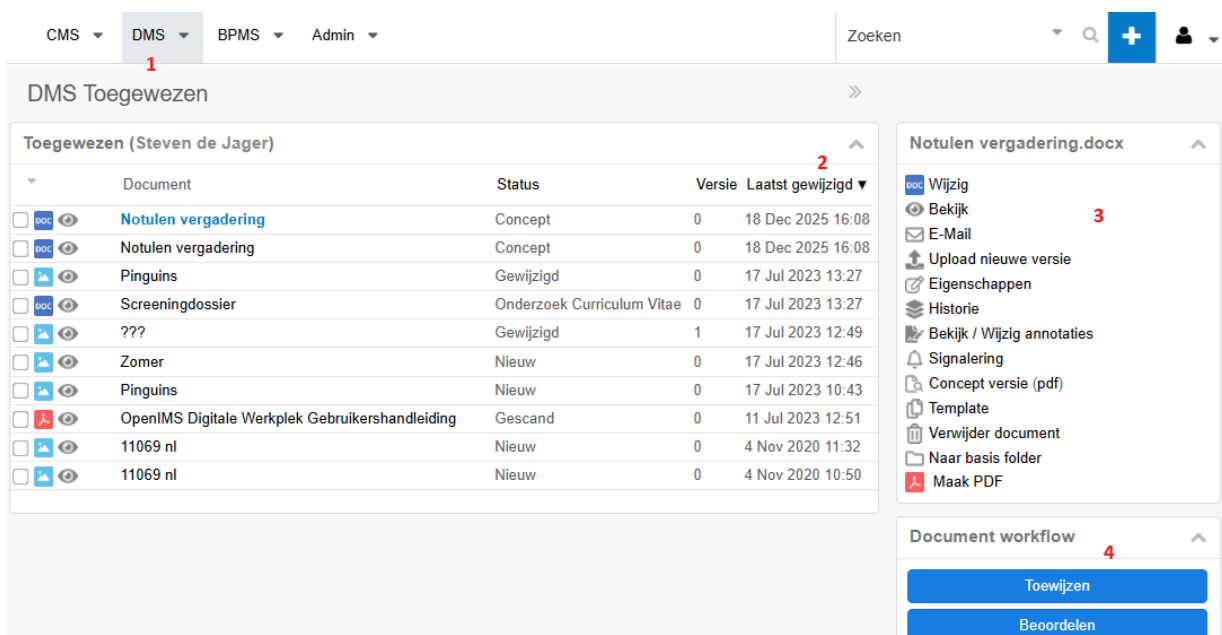 CMS DMS BPMS Admin Zoeken
1
DMS Toegewezen
Toegewezen (Steven de Jager)
2
Document Status Versie Laatst gewijzigd ▼
DOC Notulen vergadering Concept 0 18 Dec 2025 16:08
DOC Notulen vergadering Concept 0 18 Dec 2025 16:08
Pinguins Gewijzigd 0 17 Jul 2023 13:27
DOC Screeningdossier Onderzoek Curriculum Vitae 0 17 Jul 2023 13:27
??? Gewijzigd 1 17 Jul 2023 12:49
Zomer Nieuw 0 17 Jul 2023 12:46
Pinguins Nieuw 0 17 Jul 2023 10:43
OpenIMS Digitale Werkplek Gebruikershandleiding Gescand 0 11 Jul 2023 12:51
11069 nl Nieuw 0 4 Nov 2020 11:32
11069 nl Nieuw 0 4 Nov 2020 10:50
Notulen vergadering.docx
DOC Wijzig
Bekijk
3
E-Mail
Upload nieuwe versie
Eigenschappen
Historie
Bekijk / Wijzig annotaties
Signalering
Concept versie (pdf)
Template
Verwijder document
Naar basis folder
Maak PDF
Document workflow
4
Toewijzen
Beoordelen